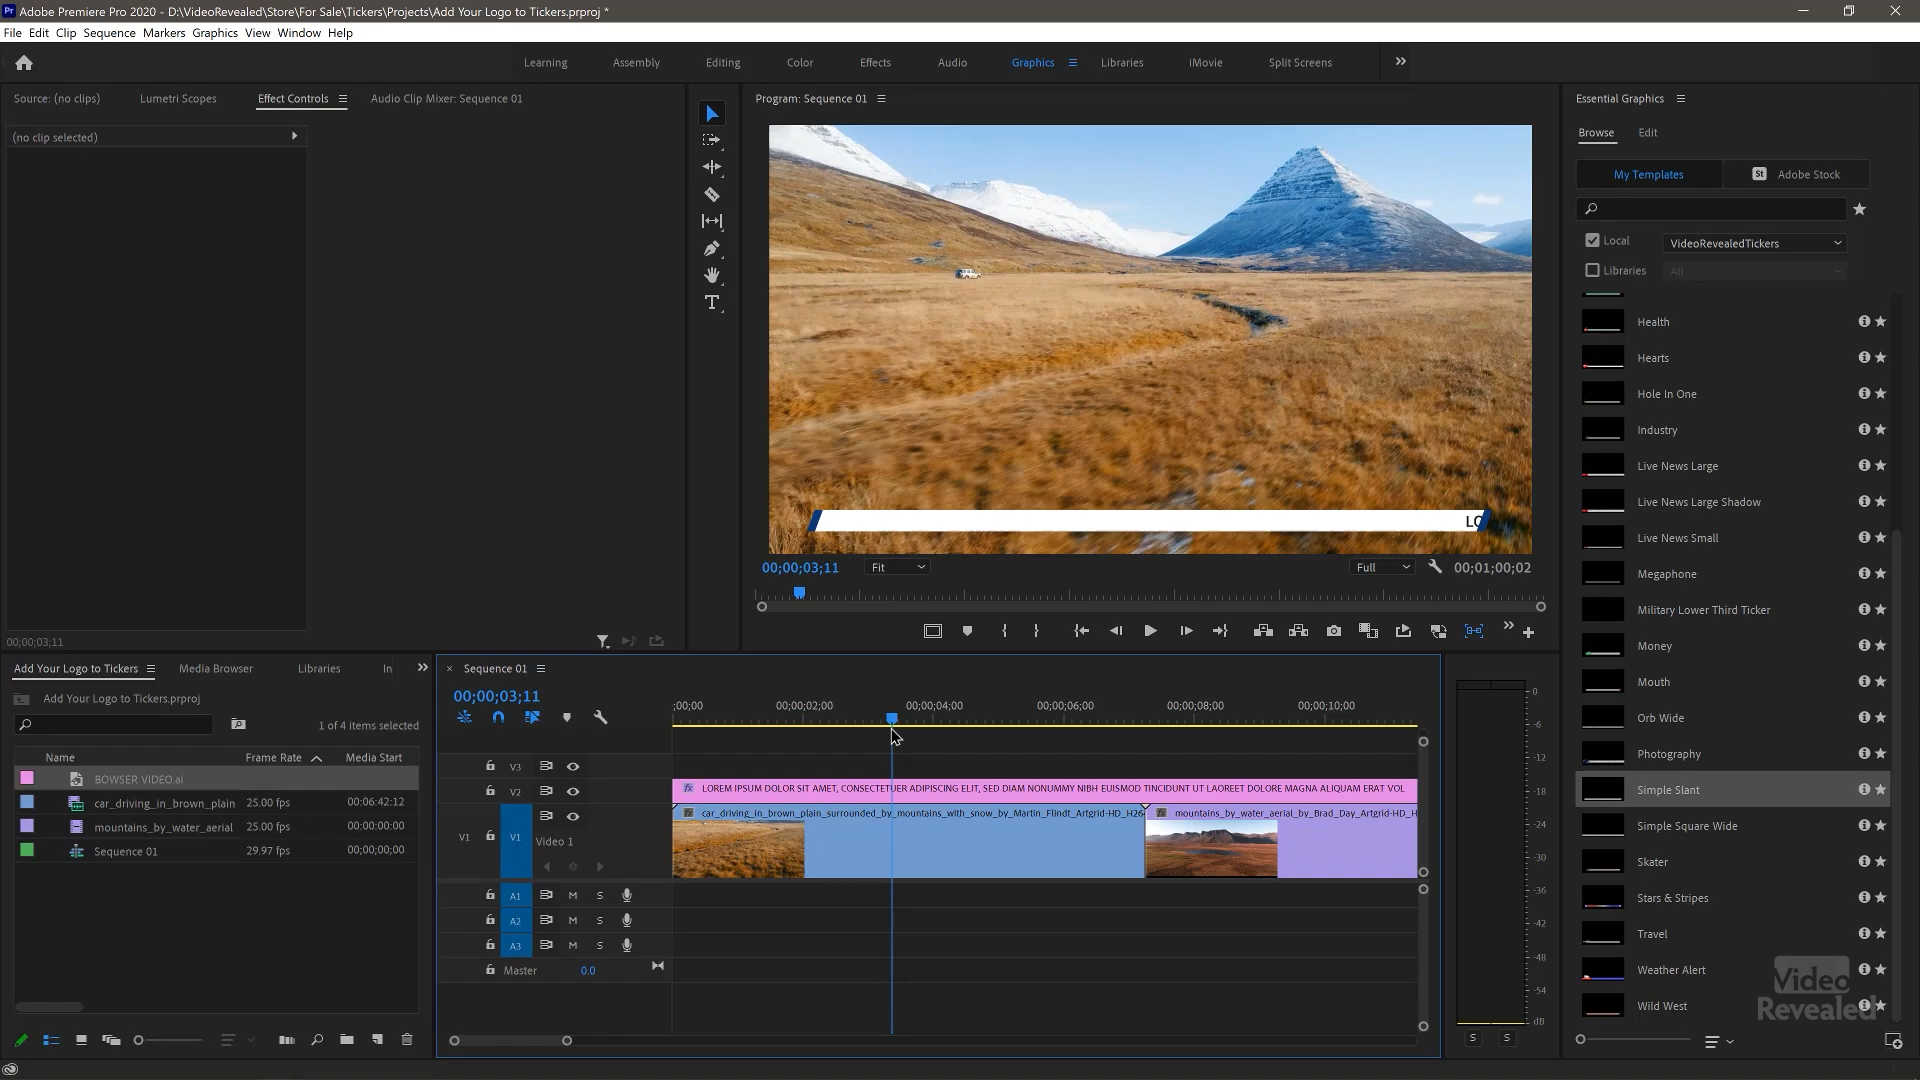 Adobe Premiere Pro 2020 - D:\VideoRevealed\Store\For Sale\Tickers\Projects\Add Your Logo to Tickers.prproj *
File Edit Clip Sequence Markers Graphics View Window Help
Learning Assembly Editing Color Effects Audio Graphics Libraries iMovie Split Screens
Source: (no clips) Lumetri Scopes Effect Controls Audio Clip Mixer: Sequence 01
(no clip selected)
00;00;03;11
Program: Sequence 01
LO
00;00;03;11 Fit Full 00;01;00;02
Essential Graphics
Browse Edit
My Templates Adobe Stock
Local VideoRevealedTickers
Libraries All
Health
Hearts
Hole In One
Industry
Live News Large
Live News Large Shadow
Live News Small
Megaphone
Military Lower Third Ticker
Money
Mouth
Orb Wide
Photography
Simple Slant
Simple Square Wide
Skater
Stars & Stripes
Travel
Weather Alert
Wild West
Video
Revealed
Add Your Logo to Tickers Media Browser Libraries In
Add Your Logo to Tickers.prproj
1 of 4 items selected
Name Frame Rate Media Start
BOWSER VIDEO.ai
car_driving_in_brown_plain 25.00 fps 00:06:42:12
mountains_by_water_aerial 25.00 fps 00:00:00:00
Sequence 01 29.97 fps 00;00;00;00
Sequence 01
00;00;03;11
;00;00 00;00;02;00 00;00;04;00 00;00;06;00 00;00;08;00 00;00;10;00
V3
V2 LOREM IPSUM DOLOR SIT AMET, CONSECTETUER ADIPISCING ELIT, SED DIAM NONUMMY NIBH EUISMOD TINCIDUNT UT LAOREET DOLORE MAGNA ALIQUAM ERAT VOL
car_driving_in_brown_plain_surrounded_by_mountains_with_snow_by_Martin_Flindt_Artgrid-HD_H26 mountains_by_water_aerial_by_Brad_Day_Artgrid-HD_H
V1 V1 Video 1
A1 M S
A2 M S
A3 M S
Master 0.0
0
-6
-12
-18
-24
-30
-36
-42
-48
-54
dB
S S